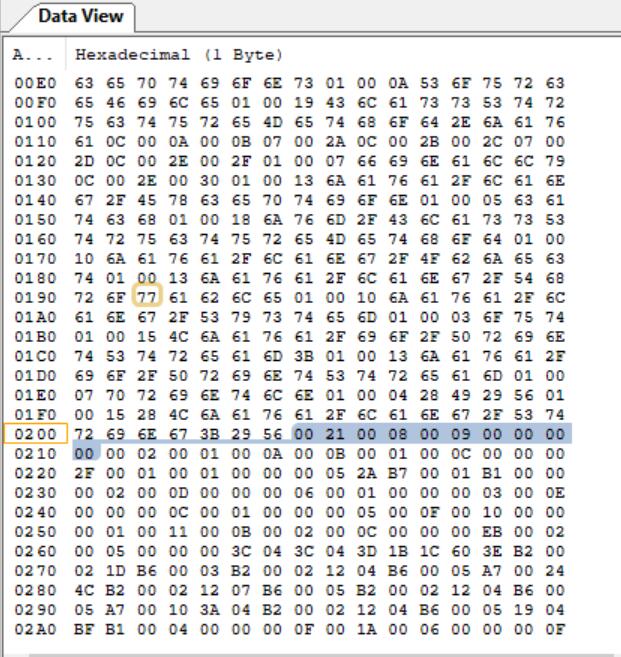 Data View
A... Hexadecimal (1 Byte)
00E0 63 65 70 74 69 6F 6E 73 01 00 0A 53 6F 75 72 63
00F0 65 46 69 6C 65 01 00 19 43 6C 61 73 73 53 74 72
0100 75 63 74 75 72 65 4D 65 74 68 6F 64 2E 6A 61 76
0110 61 0C 00 0A 00 0B 07 00 2A 0C 00 2B 00 2C 07 00
0120 2D 0C 00 2E 00 2F 01 00 07 66 69 6E 61 6C 6C 79
0130 0C 00 2E 00 30 01 00 13 6A 61 76 61 2F 6C 61 6E
0140 67 2F 45 78 63 65 70 74 69 6F 6E 01 00 05 63 61
0150 74 63 68 01 00 18 6A 76 6D 2F 43 6C 61 73 73 53
0160 74 72 75 63 74 75 72 65 4D 65 74 68 6F 64 01 00
0170 10 6A 61 76 61 2F 6C 61 6E 67 2F 4F 62 6A 65 63
0180 74 01 00 13 6A 61 76 61 2F 6C 61 6E 67 2F 54 68
0190 72 6F 77 61 62 6C 65 01 00 10 6A 61 76 61 2F 6C
01A0 61 6E 67 2F 53 79 73 74 65 6D 01 00 03 6F 75 74
01B0 01 00 15 4C 6A 61 76 61 2F 69 6F 2F 50 72 69 6E
01C0 74 53 74 72 65 61 6D 3B 01 00 13 6A 61 76 61 2F
01D0 69 6F 2F 50 72 69 6E 74 53 74 72 65 61 6D 01 00
01E0 07 70 72 69 6E 74 6C 6E 01 00 04 28 49 29 56 01
01F0 00 15 28 4C 6A 61 76 61 2F 6C 61 6E 67 2F 53 74
0200 72 69 6E 67 3B 29 56 00 21 00 08 00 09 00 00 00
0210 00 00 02 00 01 00 0A 00 0B 00 01 00 0C 00 00 00
0220 2F 00 01 00 01 00 00 00 05 2A B7 00 01 B1 00 00
0230 00 02 00 0D 00 00 00 06 00 01 00 00 00 03 00 0E
0240 00 00 00 0C 00 01 00 00 00 05 00 0F 00 10 00 00
0250 00 01 00 11 00 0B 00 02 00 0C 00 00 00 EB 00 02
0260 00 05 00 00 00 3C 04 3C 04 3D 1B 1C 60 3E B2 00
0270 02 1D B6 00 03 B2 00 02 12 04 B6 00 05 A7 00 24
0280 4C B2 00 02 12 07 B6 00 05 B2 00 02 12 04 B6 00
0290 05 A7 00 10 3A 04 B2 00 02 12 04 B6 00 05 19 04
02A0 BF B1 00 04 00 00 00 0F 00 1A 00 06 00 00 00 0F